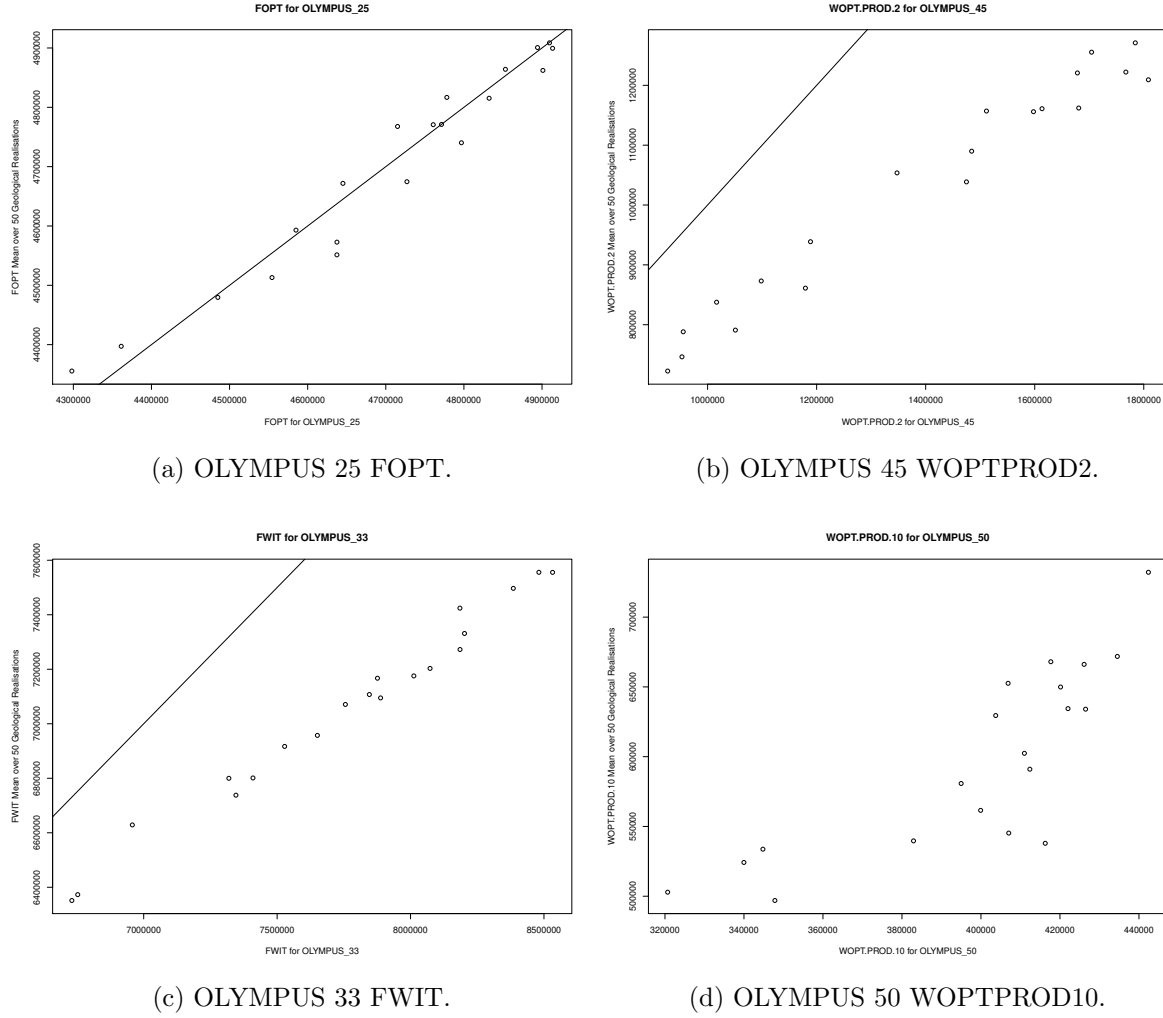 FOPT for OLYMPUS_25
FOPT Mean over 50 Geological Realisations
4900000
4800000
4700000
4600000
4500000
4400000
4300000 4400000 4500000 4600000 4700000 4800000 4900000
FOPT for OLYMPUS_25
(a) OLYMPUS 25 FOPT.
WOPT.PROD.2 for OLYMPUS_45
WOPT.PROD.2 Mean over 50 Geological Realisations
1200000
1100000
1000000
900000
800000
1000000 1200000 1400000 1600000 1800000
WOPT.PROD.2 for OLYMPUS_45
(b) OLYMPUS 45 WOPTPROD2.
FWIT for OLYMPUS_33
FWIT Mean over 50 Geological Realisations
7600000
7400000
7200000
7000000
6800000
6600000
6400000
7000000 7500000 8000000 8500000
FWIT for OLYMPUS_33
(c) OLYMPUS 33 FWIT.
WOPT.PROD.10 for OLYMPUS_50
WOPT.PROD.10 Mean over 50 Geological Realisations
700000
650000
600000
550000
500000
320000 340000 360000 380000 400000 420000 440000
WOPT.PROD.10 for OLYMPUS_50
(d) OLYMPUS 50 WOPTPROD10.